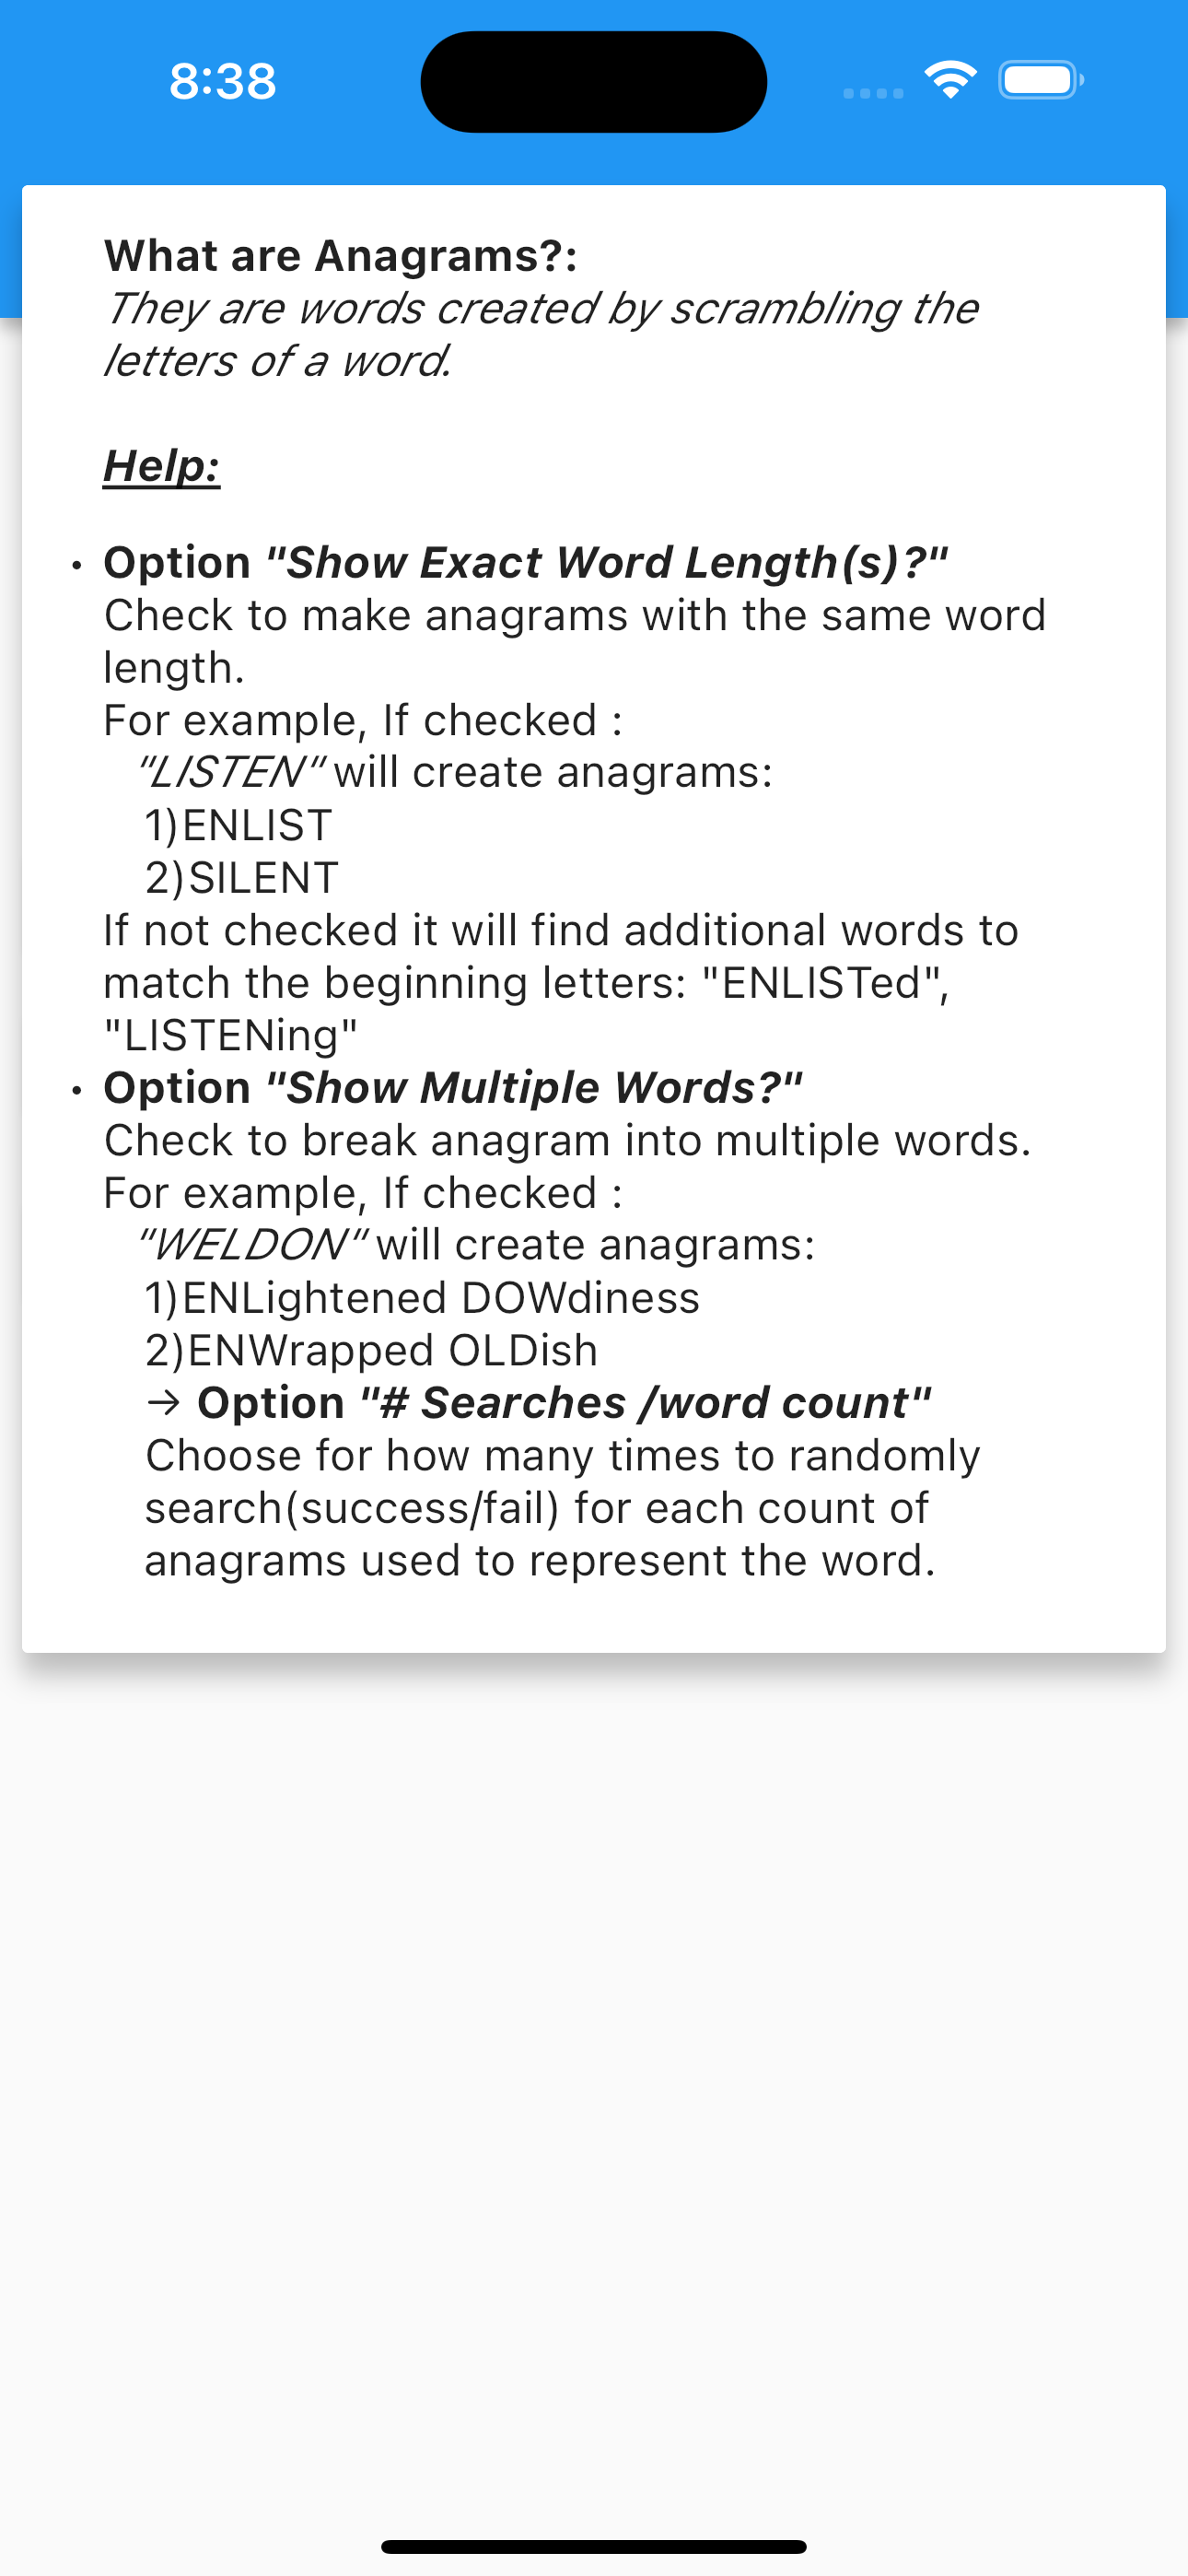 8:38
What are Anagrams?:
They are words created by scrambling the
letters of a word.
Help:
• Option "Show Exact Word Length(s)?"
Check to make anagrams with the same word
length.
For example, If checked :
“LISTEN” will create anagrams:
1)ENLIST
2)SILENT
If not checked it will find additional words to
match the beginning letters: "ENLISTed",
"LISTENing"
• Option "Show Multiple Words?"
Check to break anagram into multiple words.
For example, If checked :
“WELDON” will create anagrams:
1)ENLightened DOWdiness
2)ENWrapped OLDish
→ Option "# Searches /word count"
Choose for how many times to randomly
search(success/fail) for each count of
anagrams used to represent the word.